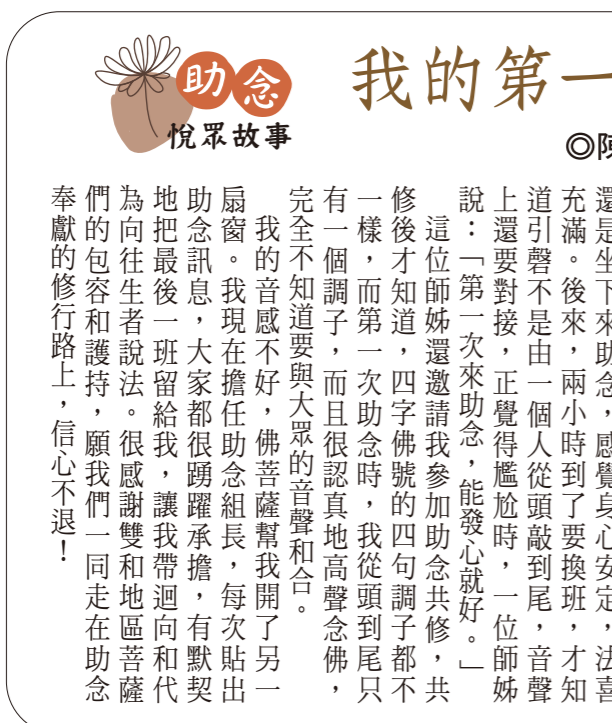 助念
悅眾故事
我的第一
◎陳
還是坐下來助念，感覺身心安定，法喜
充滿。後來，兩小時到了要換班，才知
道引磬不是由一個人從頭敲到尾，音聲
上還要對接，正覺得尷尬時，一位師姊
說：「第一次來助念，能發心就好。」
這位師姊還邀請我參加助念共修，共
修後才知道，四字佛號的四句調子都不
一樣，而第一次助念時，我從頭到尾只
有一個調子，而且很認真地高聲念佛，
完全不知道要與大眾的音聲和合。
我的音感不好，佛菩薩幫我開了另一
扇窗。我現在擔任助念組長，每次貼出
助念訊息，大家都很踴躍承擔，有默契
地把最後一班留給我，讓我帶迴向和代
為向往生者說法。很感謝雙和地區菩薩
們的包容和護持，願我們一同走在助念
奉獻的修行路上，信心不退！